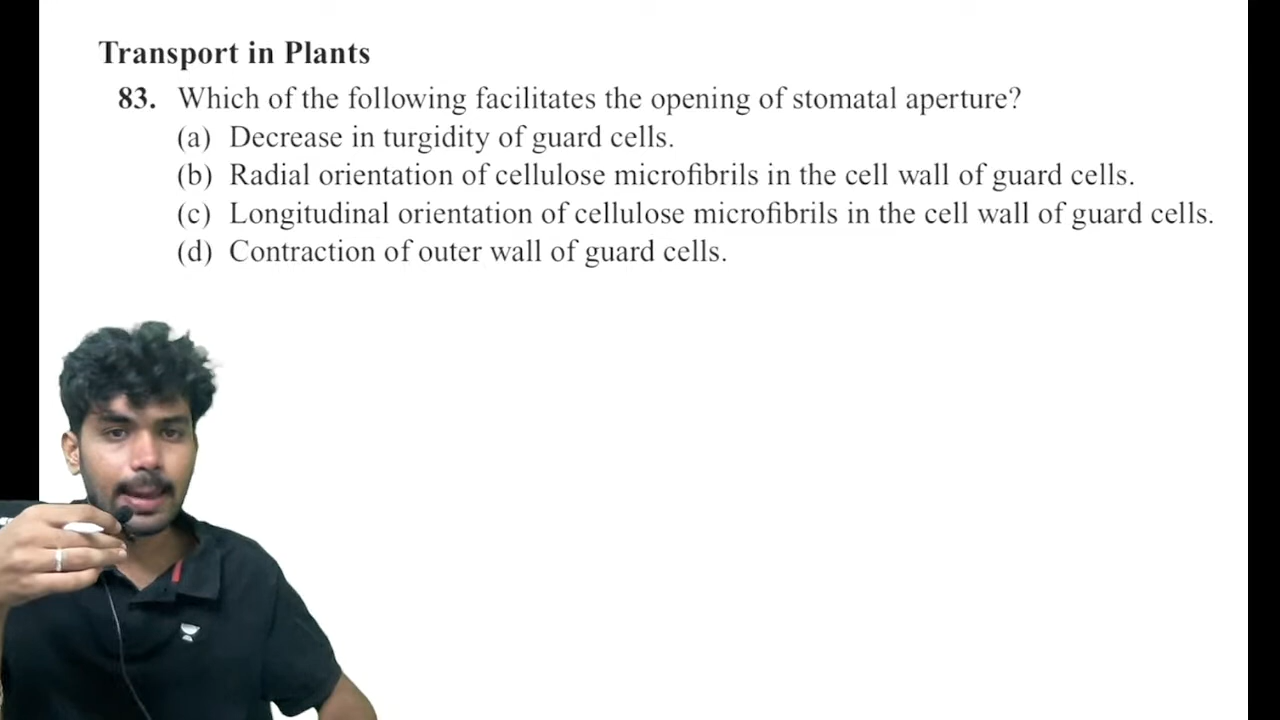 Transport in Plants
83. Which of the following facilitates the opening of stomatal aperture?
(a) Decrease in turgidity of guard cells.
(b) Radial orientation of cellulose microfibrils in the cell wall of guard cells.
(c) Longitudinal orientation of cellulose microfibrils in the cell wall of guard cells.
(d) Contraction of outer wall of guard cells.